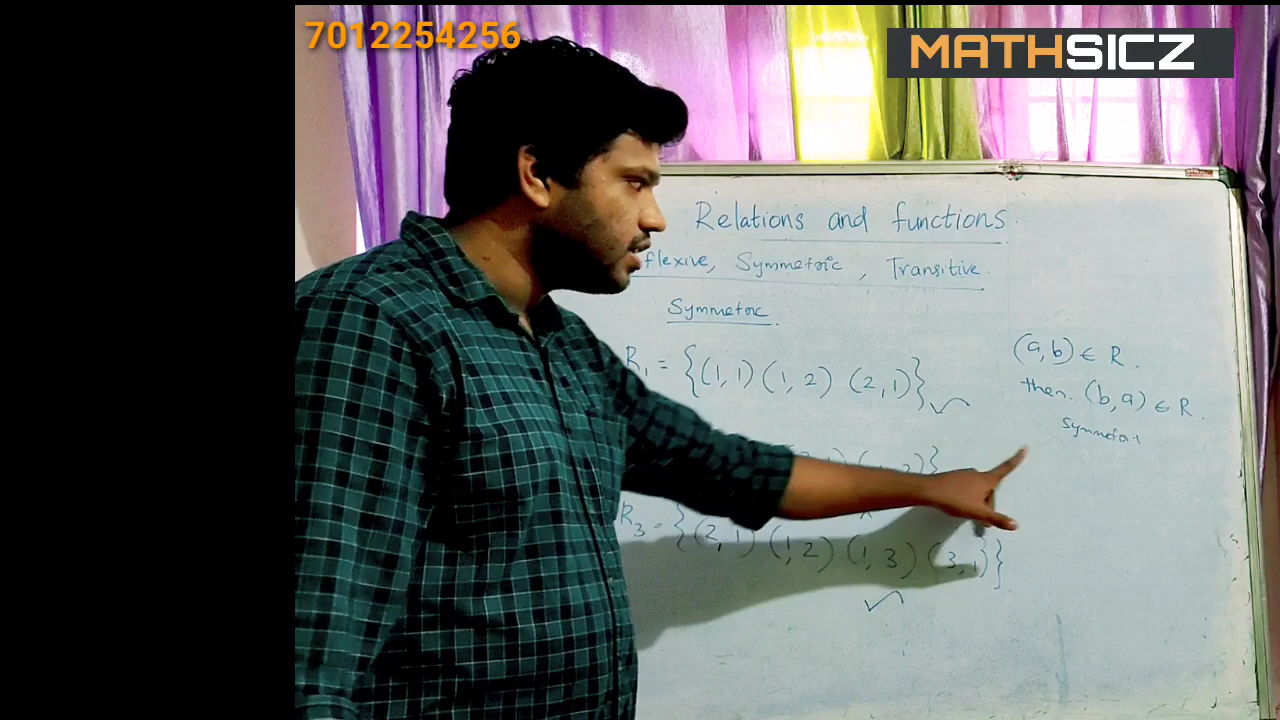 7012254256
MATHSICZ
Relations and functions
flexive, Symmetric, Transitive.
Symmetric.
R₁ = {(1, 1) (1, 2) (2, 1)}
(a, b) ∈ R.
then. (b, a) ∈ R.
R₃ = {(2, 1) (1, 2) (1, 3) (3, 1)}